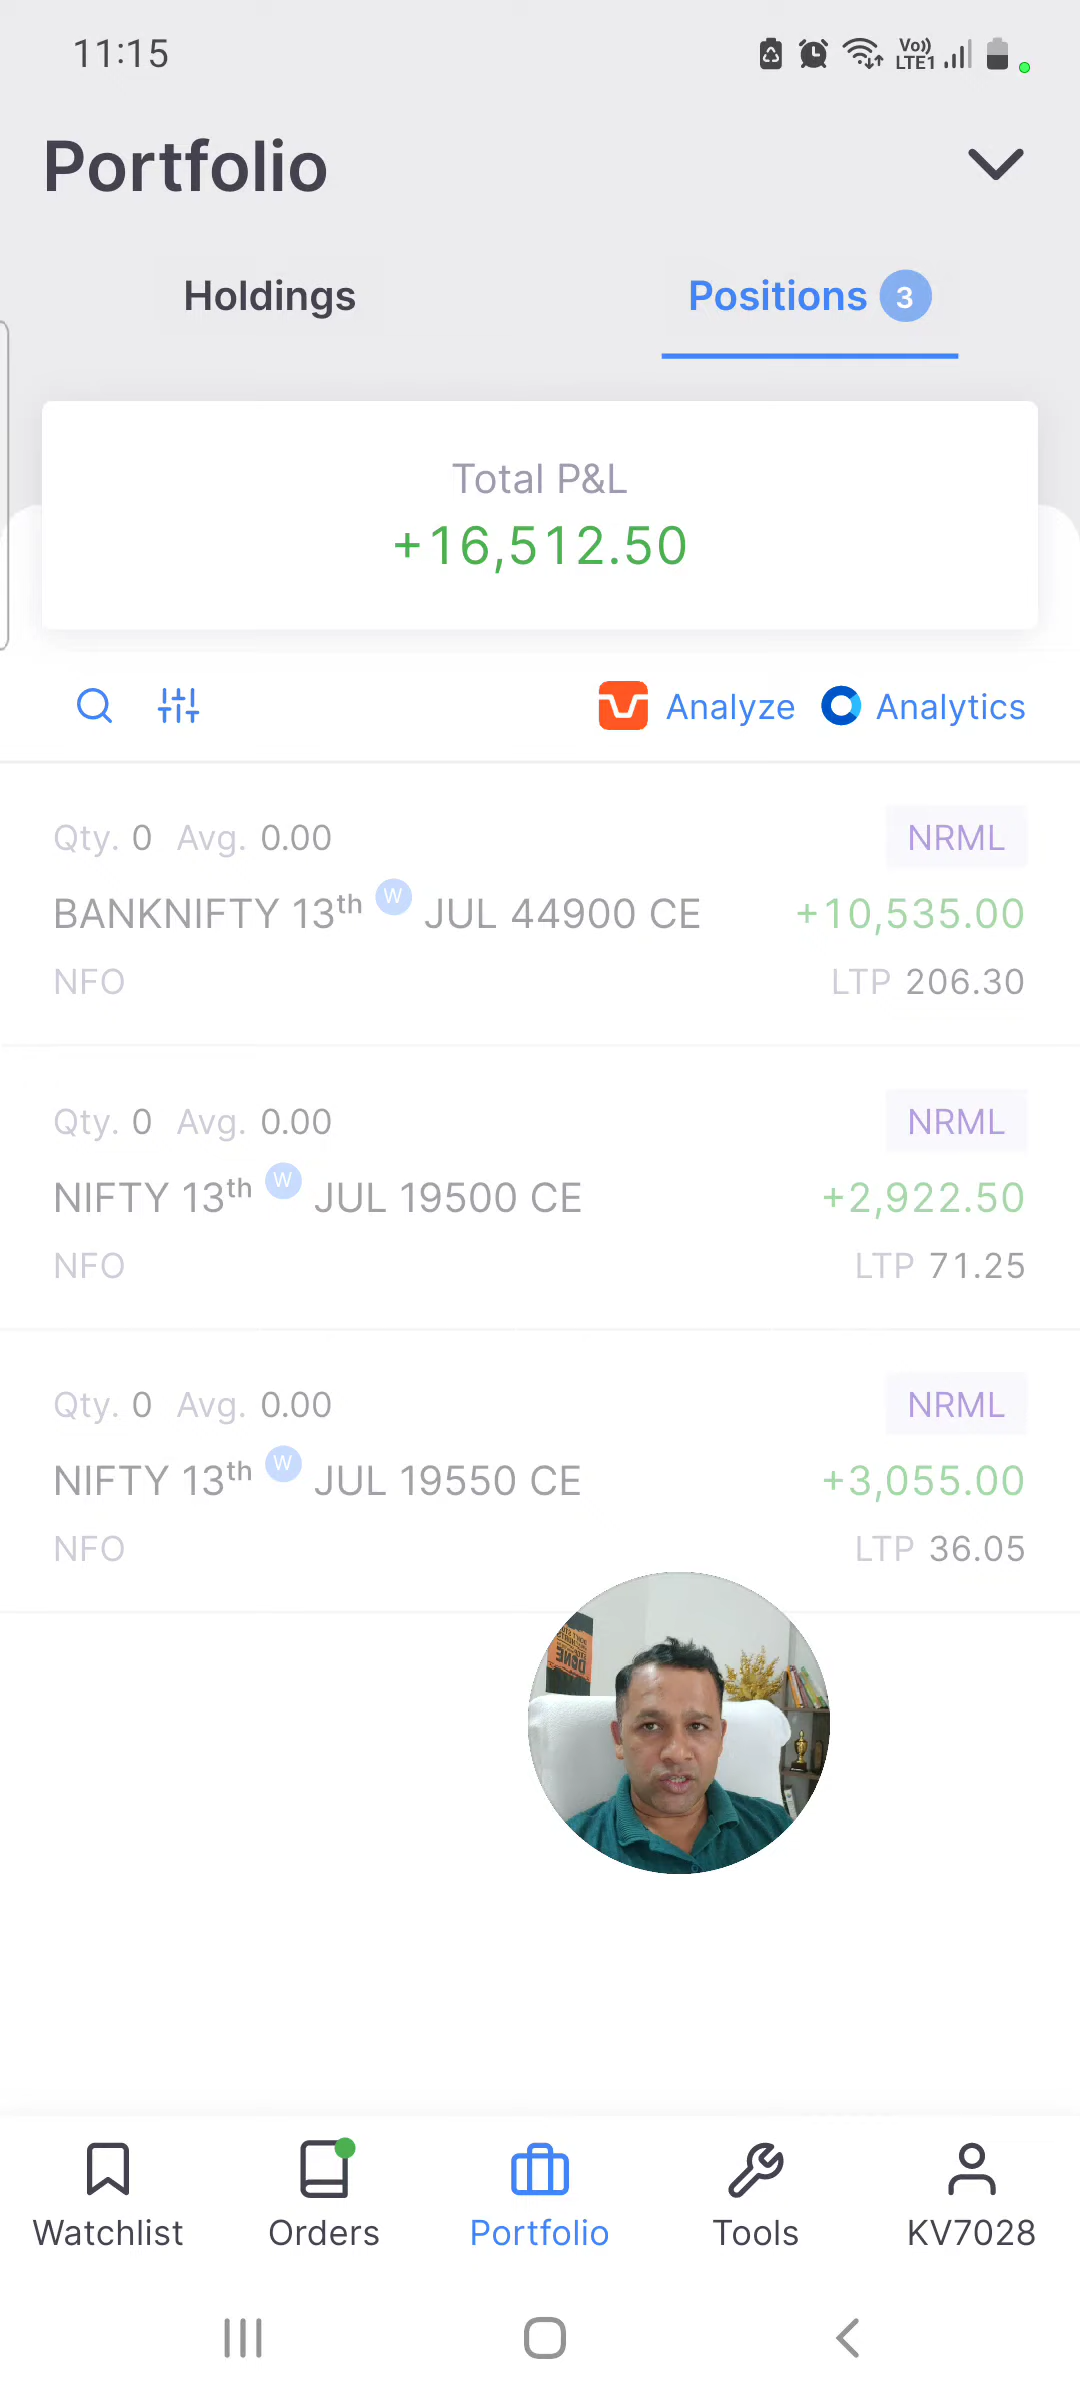 11:15 Vo)) LTE1
Portfolio
Holdings Positions 3
Total P&L
+16,512.50
Analyze Analytics
Qty. 0 Avg. 0.00 NRML
BANKNIFTY 13th W JUL 44900 CE +10,535.00
NFO LTP 206.30
Qty. 0 Avg. 0.00 NRML
NIFTY 13th W JUL 19500 CE +2,922.50
NFO LTP 71.25
Qty. 0 Avg. 0.00 NRML
NIFTY 13th W JUL 19550 CE +3,055.00
NFO LTP 36.05
DONE
Watchlist Orders Portfolio Tools KV7028